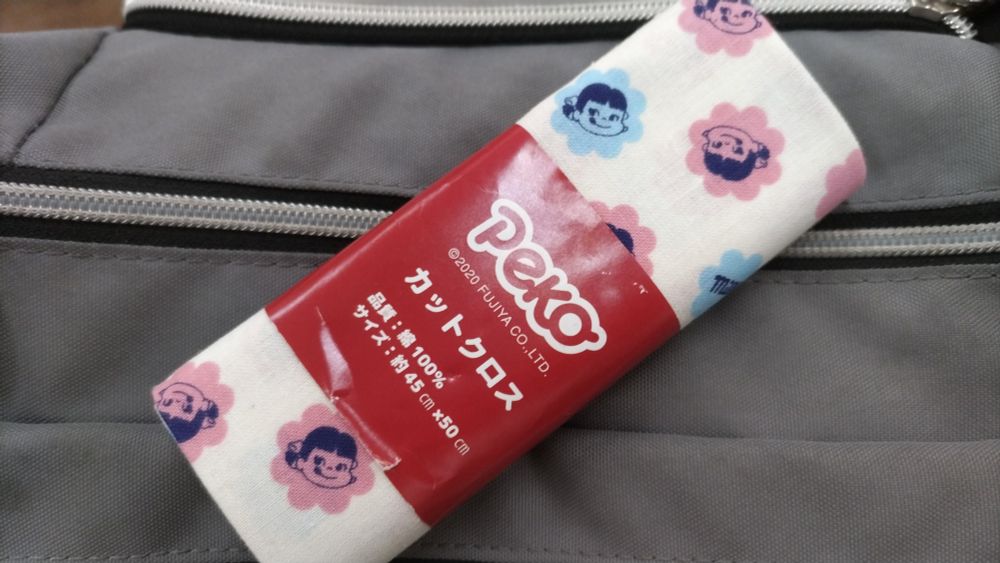 PEKO
©2020 FUJIYA CO.,LTD.
カットクロス
品質：綿100%
サイズ：約45㎝×50㎝